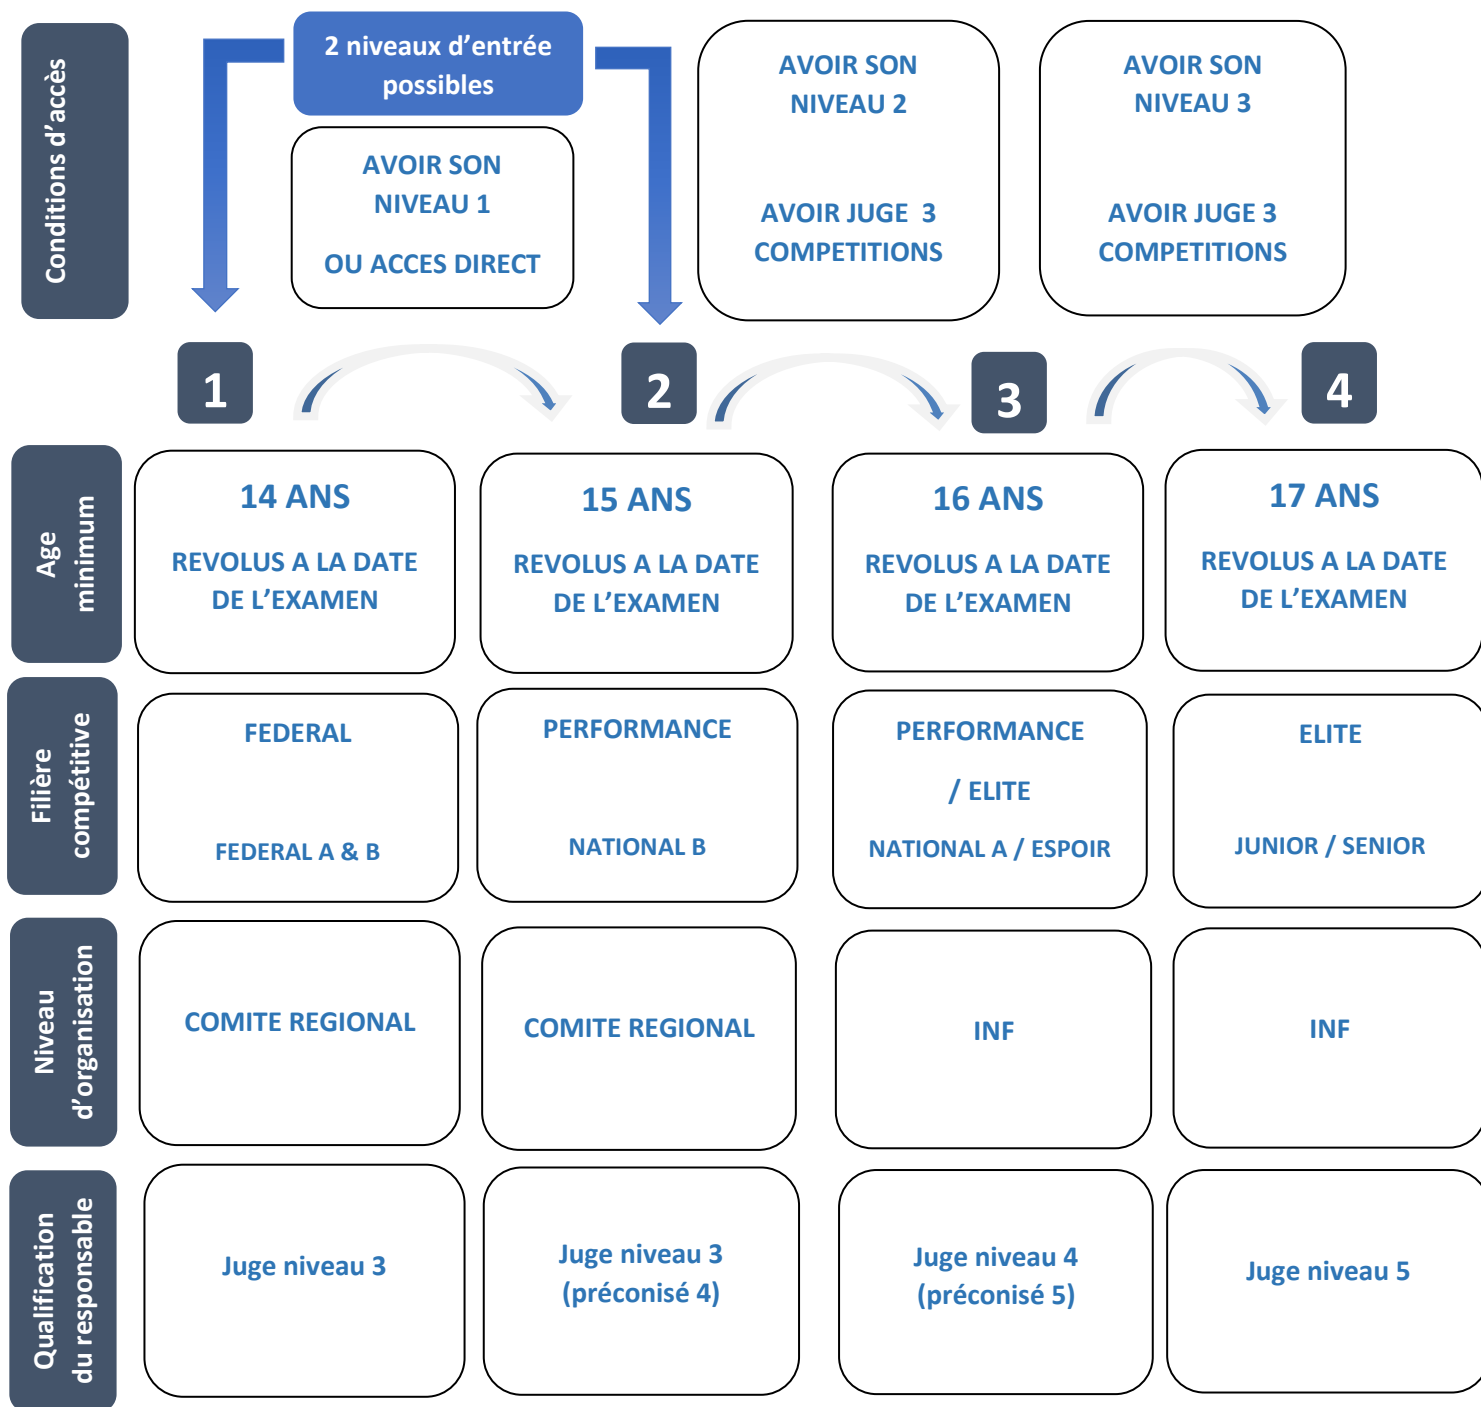 Conditions d’accès
2 niveaux d’entrée
possibles
AVOIR SON
NIVEAU 1
OU ACCES DIRECT
AVOIR SON
NIVEAU 2
AVOIR JUGE  3
COMPETITIONS
AVOIR SON
NIVEAU 3
AVOIR JUGE 3
COMPETITIONS
1
2
3
4
Age
minimum
14 ANS
REVOLUS A LA DATE
DE L’EXAMEN
15 ANS
REVOLUS A LA DATE
DE L’EXAMEN
16 ANS
REVOLUS A LA DATE
DE L’EXAMEN
17 ANS
REVOLUS A LA DATE
DE L’EXAMEN
Filière
compétitive
FEDERAL
FEDERAL A & B
PERFORMANCE
NATIONAL B
PERFORMANCE
/ ELITE
NATIONAL A / ESPOIR
ELITE
JUNIOR / SENIOR
Niveau
d’organisation
COMITE REGIONAL
COMITE REGIONAL
INF
INF
Qualification
du responsable
Juge niveau 3
Juge niveau 3
(préconisé 4)
Juge niveau 4
(préconisé 5)
Juge niveau 5